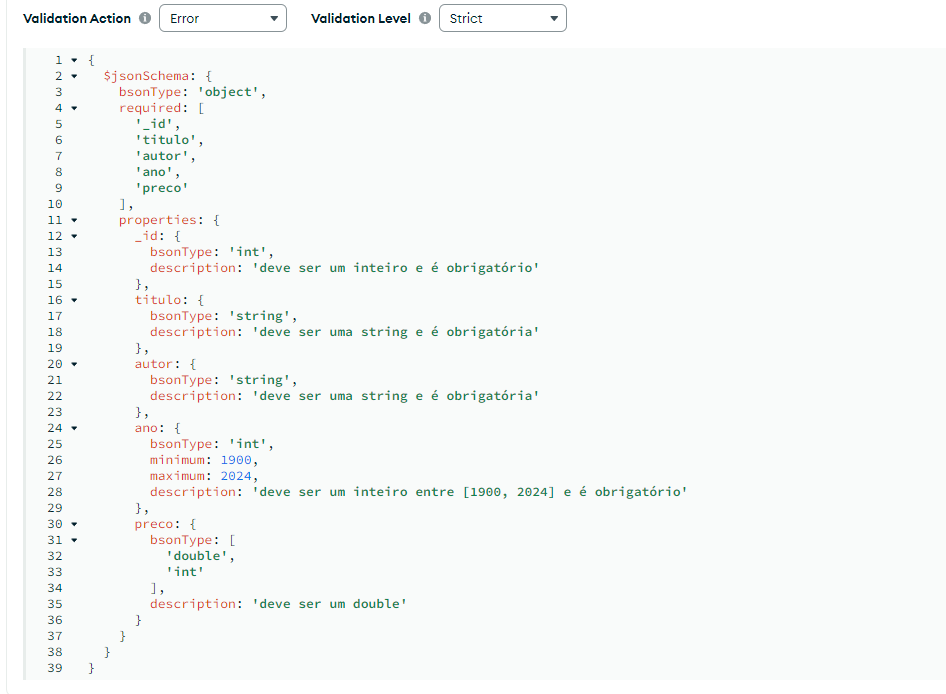 Validation Action Error Validation Level Strict
1 {
2 $jsonSchema: {
3 bsonType: 'object',
4 required: [
5 '_id',
6 'titulo',
7 'autor',
8 'ano',
9 'preco'
10 ],
11 properties: {
12 _id: {
13 bsonType: 'int',
14 description: 'deve ser um inteiro e é obrigatório'
15 },
16 titulo: {
17 bsonType: 'string',
18 description: 'deve ser uma string e é obrigatória'
19 },
20 autor: {
21 bsonType: 'string',
22 description: 'deve ser uma string e é obrigatória'
23 },
24 ano: {
25 bsonType: 'int',
26 minimum: 1900,
27 maximum: 2024,
28 description: 'deve ser um inteiro entre [1900, 2024] e é obrigatório'
29 },
30 preco: {
31 bsonType: [
32 'double',
33 'int'
34 ],
35 description: 'deve ser um double'
36 }
37 }
38 }
39 }